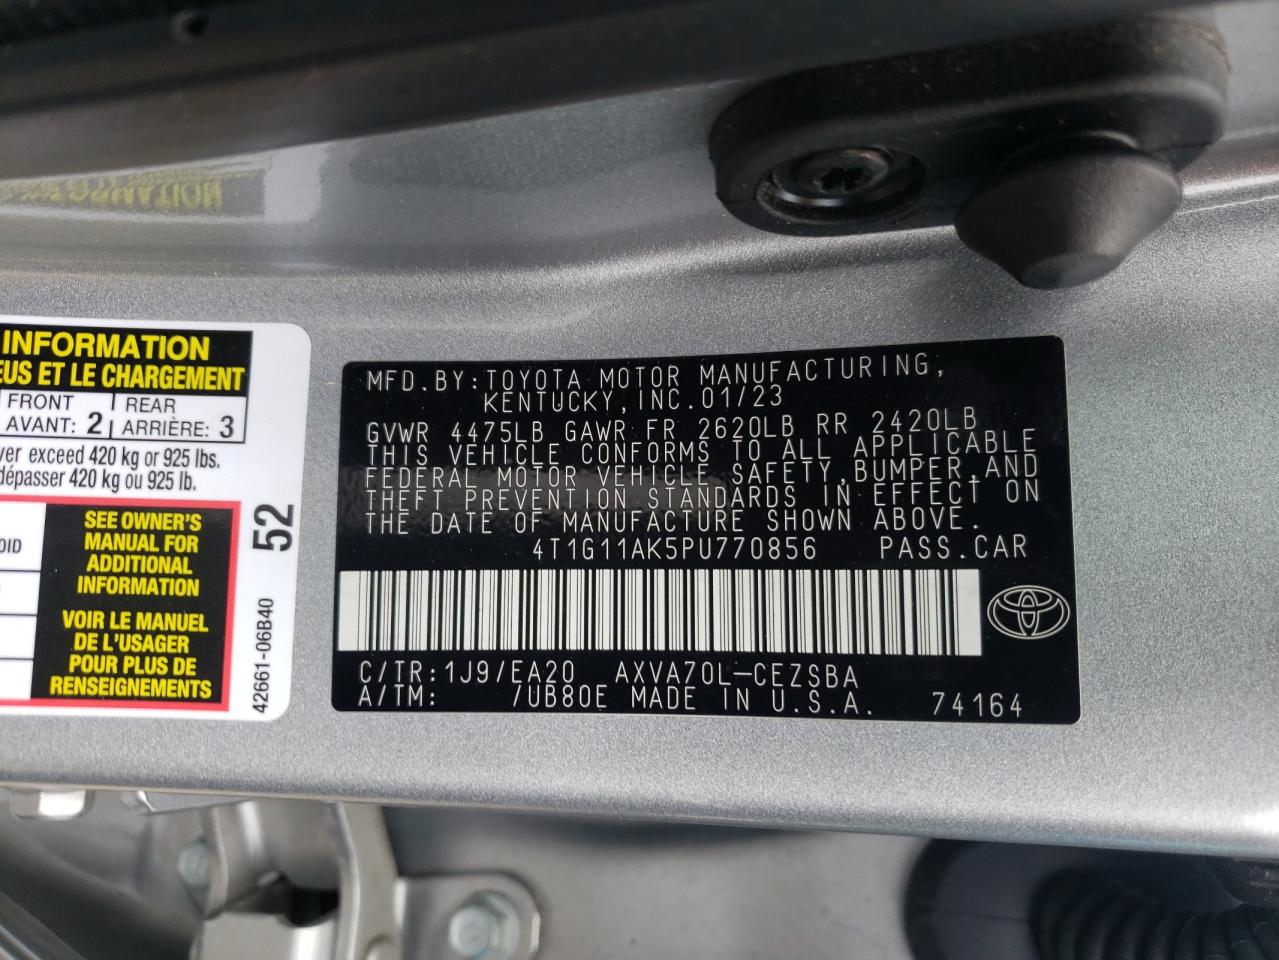 NOITAMRO
INFORMATION
EUS ET LE CHARGEMENT
FRONT
AVANT: 2
REAR
ARRIÈRE: 3
ver exceed 420 kg or 925 lbs.
dépasser 420 kg ou 925 lb.
OID
SEE OWNER'S
MANUAL FOR
ADDITIONAL
INFORMATION
VOIR LE MANUEL
DE L'USAGER
POUR PLUS DE
RENSEIGNEMENTS
52
42661-06B40
MFD.BY:TOYOTA MOTOR MANUFACTURING,
KENTUCKY,INC.01/23
GVWR 4475LB GAWR FR 2620LB RR 2420LB
THIS VEHICLE CONFORMS TO ALL APPLICABLE
FEDERAL MOTOR VEHICLE SAFETY,BUMPER,AND
THEFT PREVENTION STANDARDS IN EFFECT ON
THE DATE OF MANUFACTURE SHOWN ABOVE.
4T1G11AK5PU770856 PASS.CAR
C/TR:1J9/EA20 AXVA70L-CEZSBA
A/TM: /UB80E MADE IN U.S.A. 74164